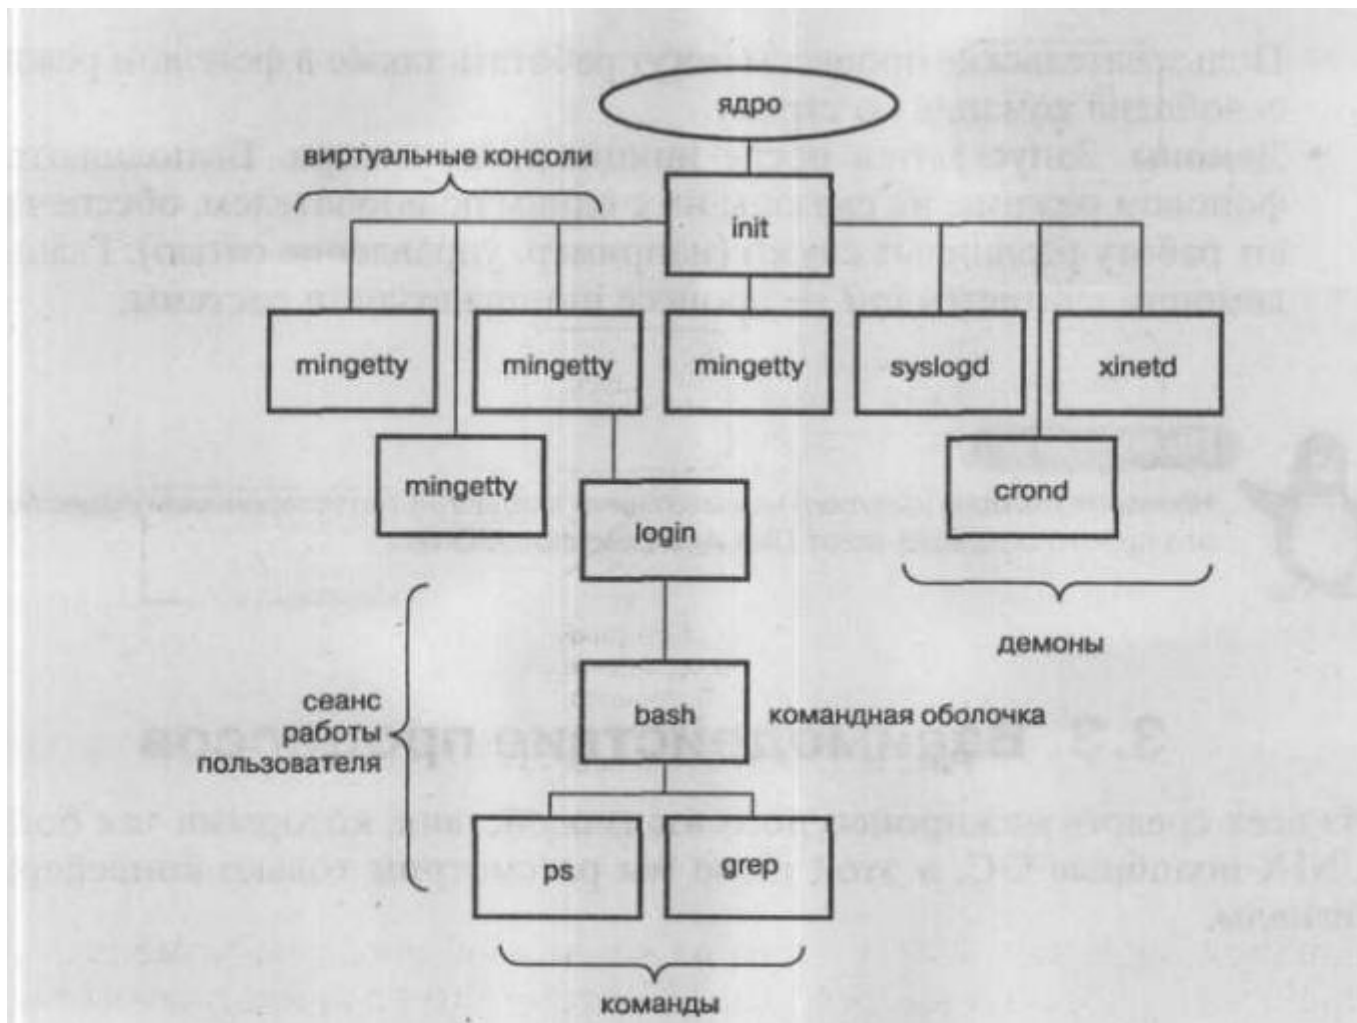 ядро
виртуальные консоли
init
mingetty
mingetty
mingetty
syslogd
xinetd
mingetty
crond
login
демоны
сеанс
работы
пользователя
bash
командная оболочка
ps
grep
команды